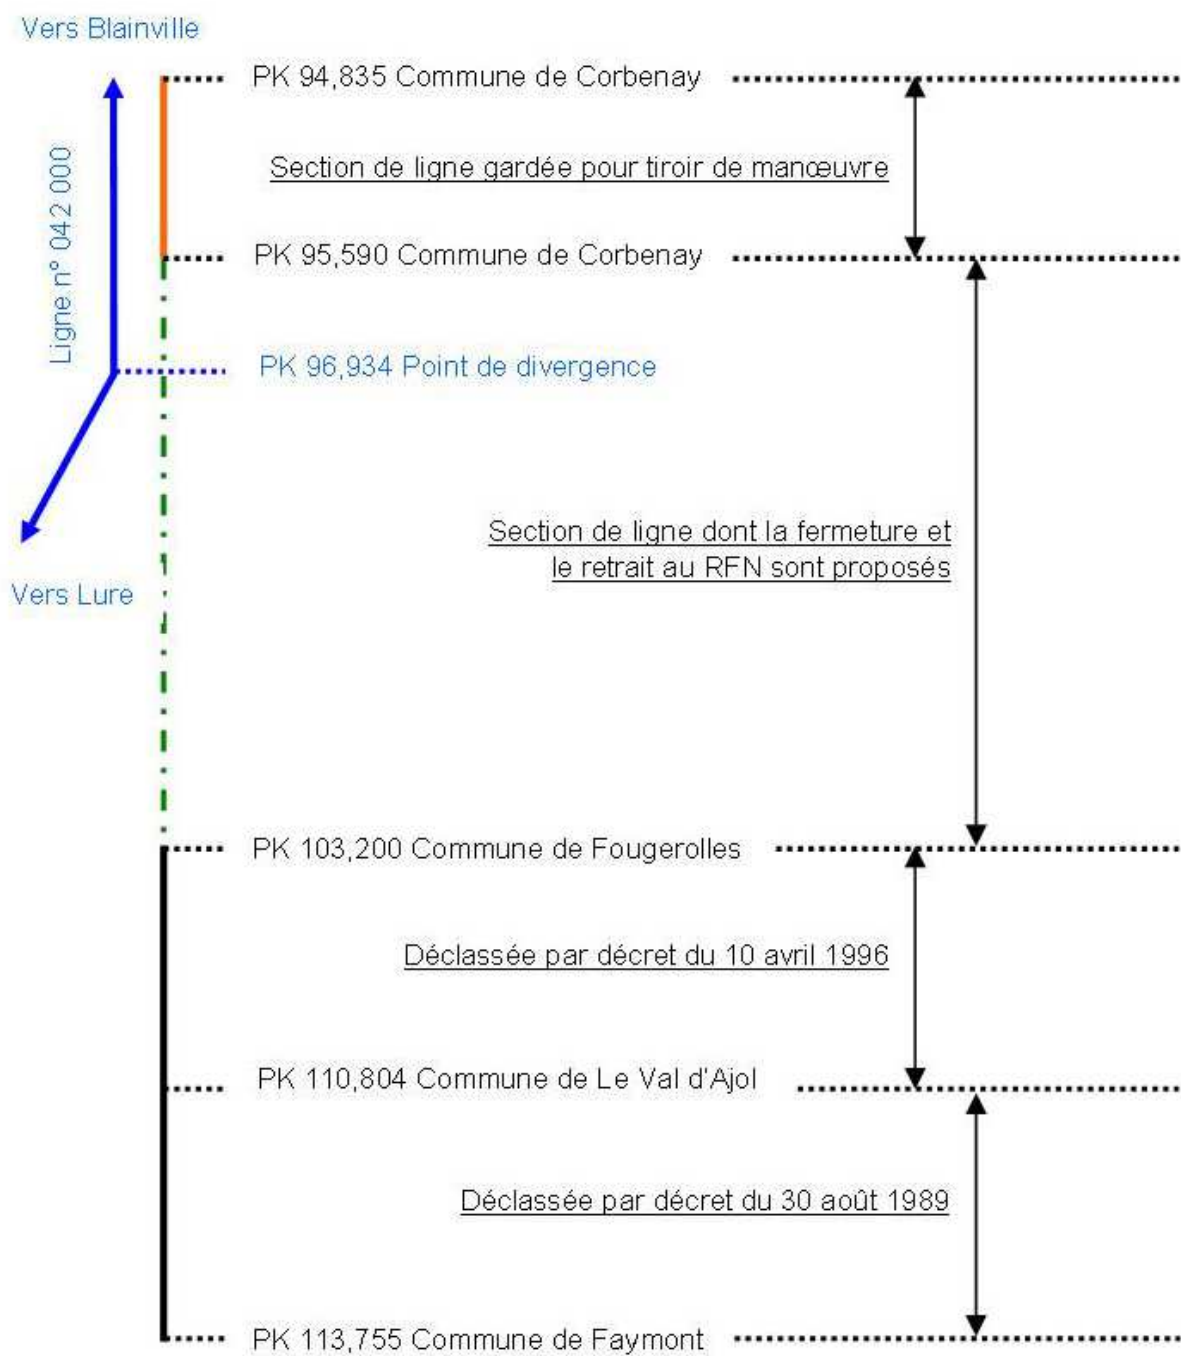 Vers Blainville
PK 94,835 Commune de Corbenay
Section de ligne gardée pour tiroir de manœuvre
Ligne n° 042 000
PK 95,590 Commune de Corbenay
PK 96,934 Point de divergence
Section de ligne dont la fermeture et
le retrait au RFN sont proposés
Vers Lure
PK 103,200 Commune de Fougerolles
Déclassée par décret du 10 avril 1996
PK 110,804 Commune de Le Val d'Ajol
Déclassée par décret du 30 août 1989
PK 113,755 Commune de Faymont